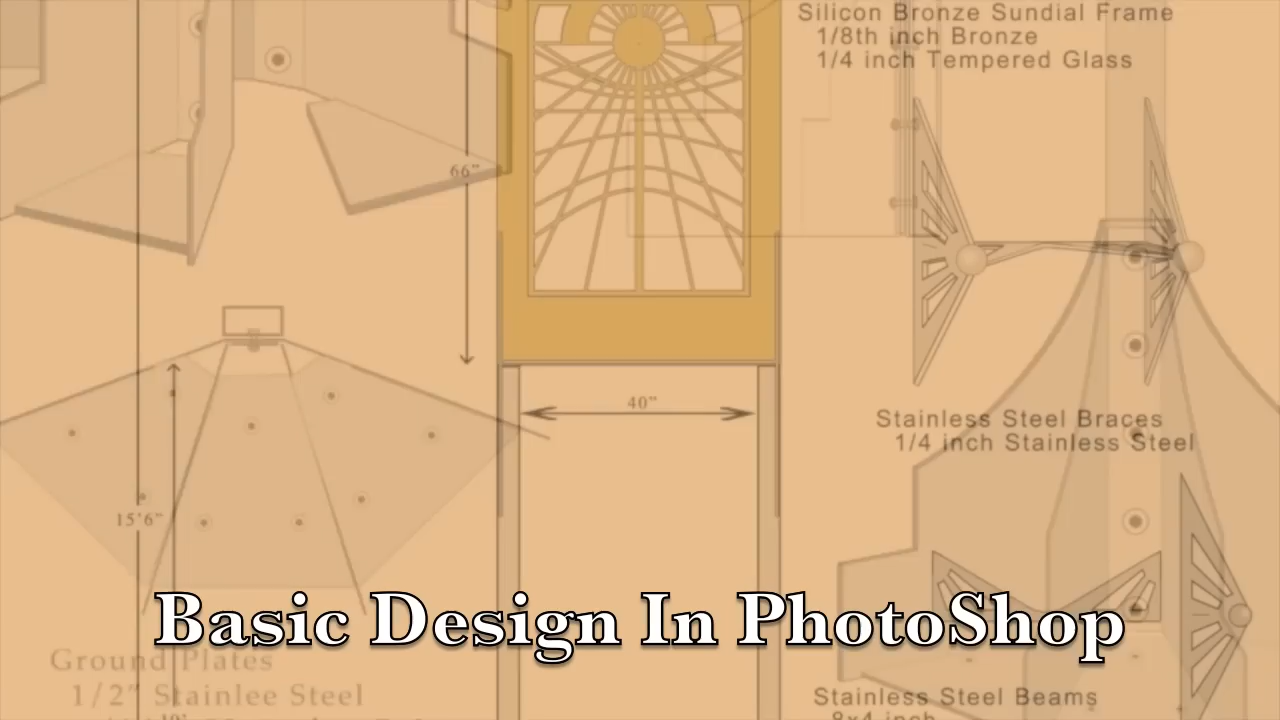 Silicon Bronze Sundial Frame
1/8th inch Bronze
1/4 inch Tempered Glass
66”
40”
Stainless Steel Braces
1/4 inch Stainless Steel
15'6”
Basic Design In PhotoShop
Ground Plates
1/2” Stainlee Steel
Stainless Steel Beams
8x4 inch